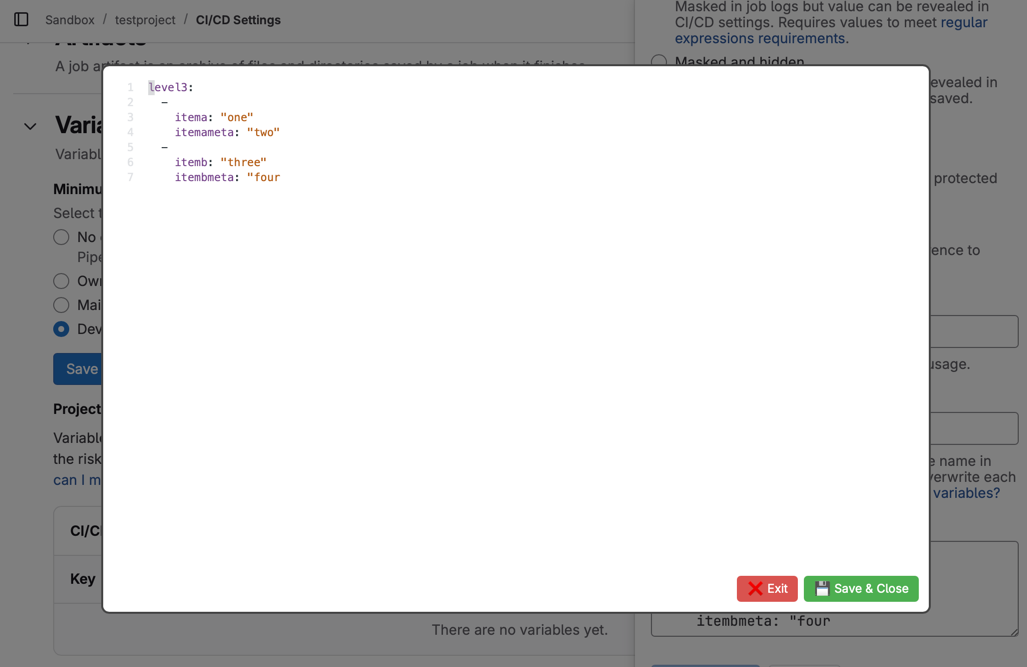 Sandbox / testproject / CI/CD Settings
Masked in job logs but value can be revealed in
CI/CD settings. Requires values to meet regular
expressions requirements.
Masked and hidden
A job artifact is an archive of files and directories saved by a job when it finishes.
evealed in
saved.
1 level3:
2 -
3 itema: "one"
4 itemameta: "two"
5 -
6 itemb: "three"
7 itembmeta: "four
Varia
Variabl
Minimu
Select t
No
Pipe
Own
Mai
Dev
Save
Project
Variable
the risk
can I m
CI/C
Key
protected
ence to
usage.
e name in
verwrite each
variables?
❌ Exit
💾 Save & Close
itembmeta: "four
There are no variables yet.